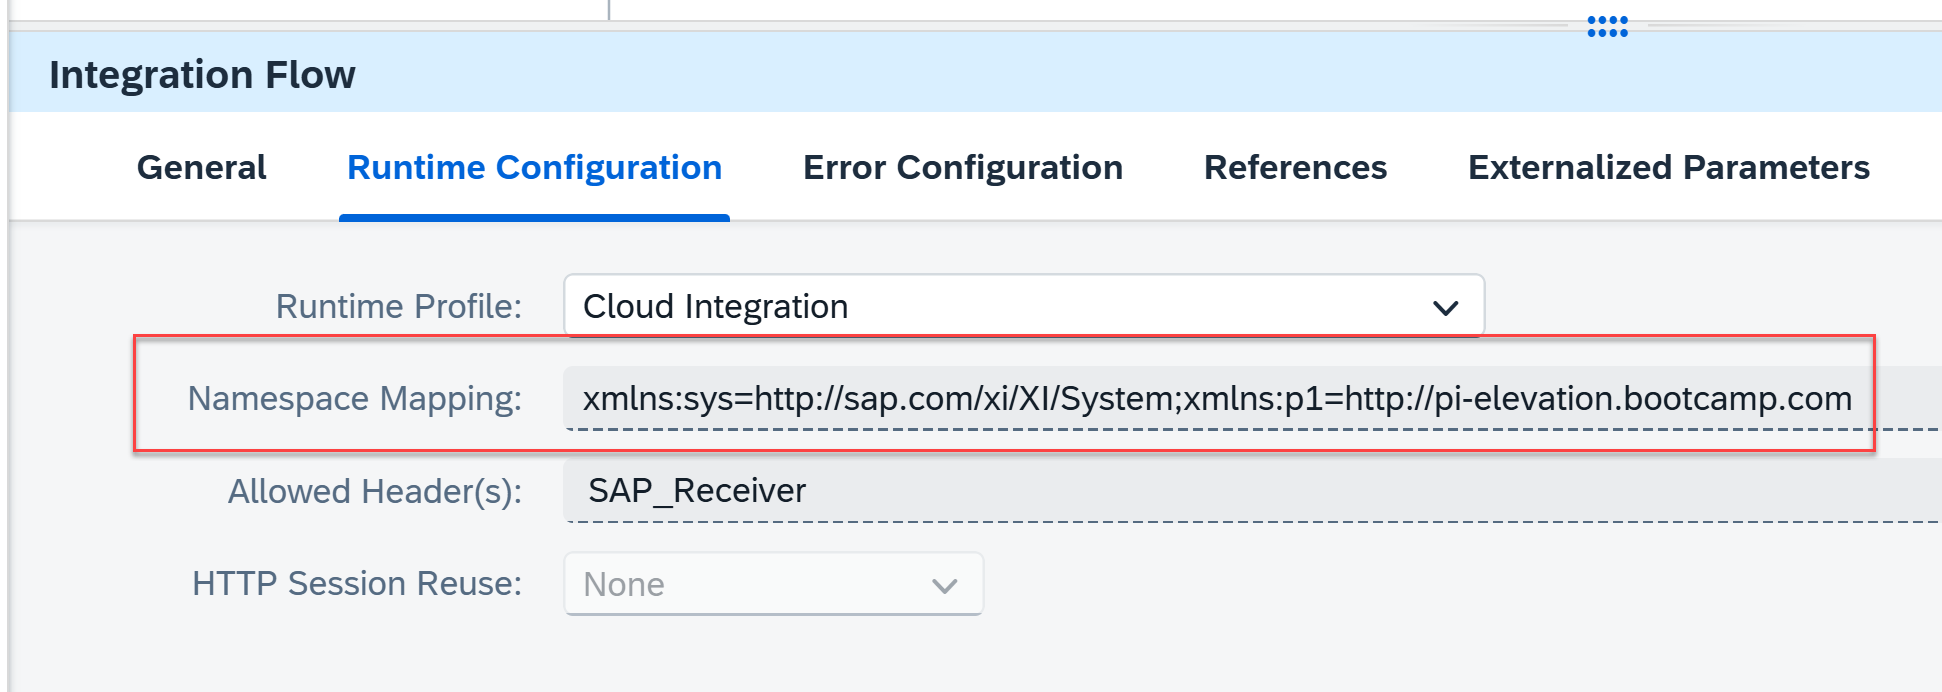 Integration Flow
General Runtime Configuration Error Configuration References Externalized Parameters
Runtime Profile: Cloud Integration
Namespace Mapping: xmlns:sys=http://sap.com/xi/XI/System;xmlns:p1=http://pi-elevation.bootcamp.com
Allowed Header(s): SAP_Receiver
HTTP Session Reuse: None